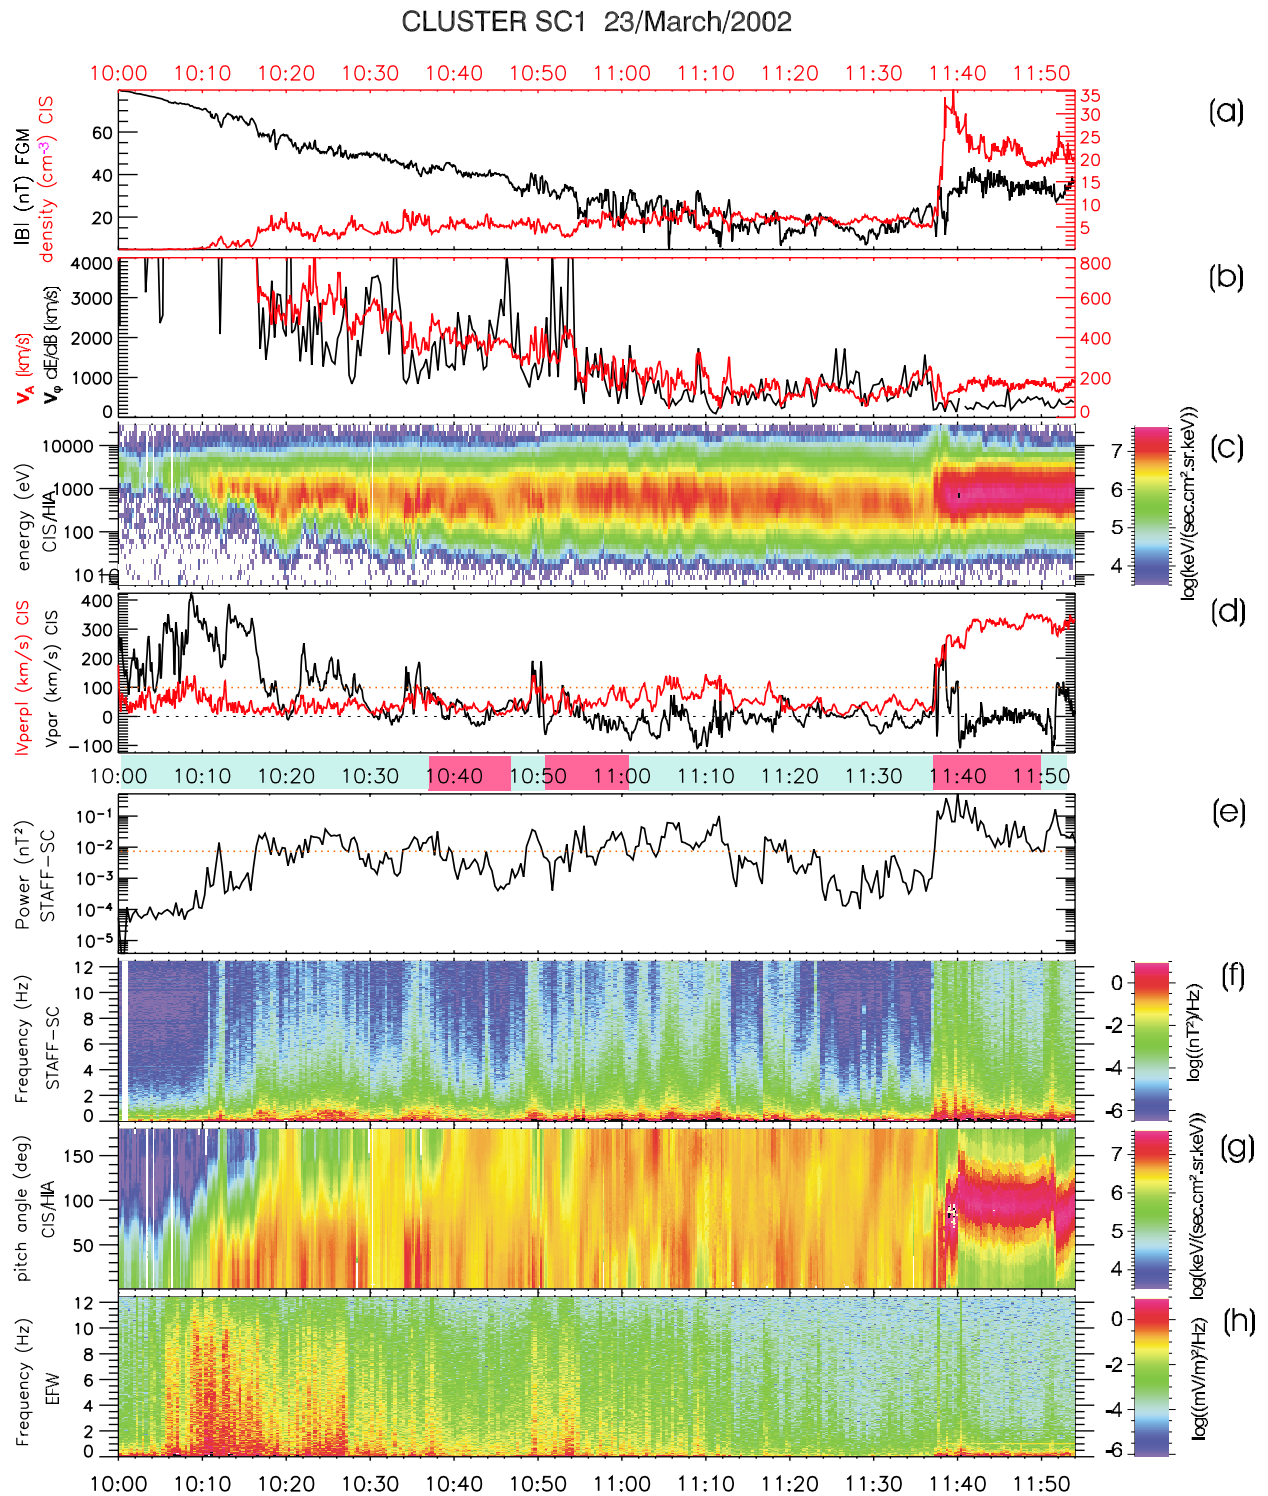 CLUSTER SC1 23/March/2002
10:00 10:10 10:20 10:30 10:40 10:50 11:00 11:10 11:20 11:30 11:40 11:50
|B| (nT) FGM
density (cm-3) CIS
60
40
20
35
30
25
20
15
10
5
(a)
VA (km/s)
Vφ dE/dB (km/s)
4000
3000
2000
1000
0
800
600
400
200
0
(b)
energy (eV)
CIS/HIA
10000
1000
100
10
7
6
5
4
log(keV/(sec.cm².sr.keV))
(c)
|vperp| (km/s) CIS
Vpar (km/s) CIS
400
300
200
100
0
-100
(d)
10:00 10:10 10:20 10:30 10:40 10:50 11:00 11:10 11:20 11:30 11:40 11:50
Power (nT²)
STAFF-SC
10-1
10-2
10-3
10-4
10-5
(e)
Frequency (Hz)
STAFF-SC
12
10
8
6
4
2
0
0
-2
-4
-6
log((nT²)/Hz)
(f)
pitch angle (deg)
CIS/HIA
150
100
50
7
6
5
4
log(keV/(sec.cm².sr.keV))
(g)
Frequency (Hz)
EFW
12
10
8
6
4
2
0
0
-2
-4
-6
log((mV/m)²/Hz)
(h)
10:00 10:10 10:20 10:30 10:40 10:50 11:00 11:10 11:20 11:30 11:40 11:50